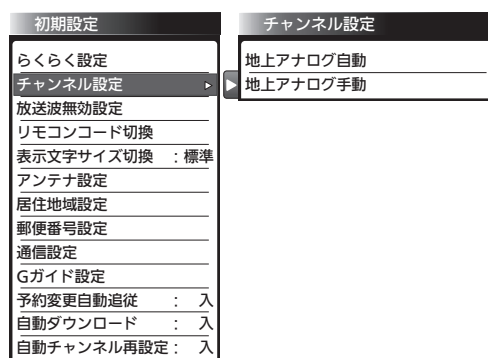 初期設定
らくらく設定
チャンネル設定
放送波無効設定
リモコンコード切換
表示文字サイズ切換 : 標準
アンテナ設定
居住地域設定
郵便番号設定
通信設定
Gガイド設定
予約変更自動追従 : 入
自動ダウンロード : 入
自動チャンネル再設定 : 入
チャンネル設定
地上アナログ自動
地上アナログ手動